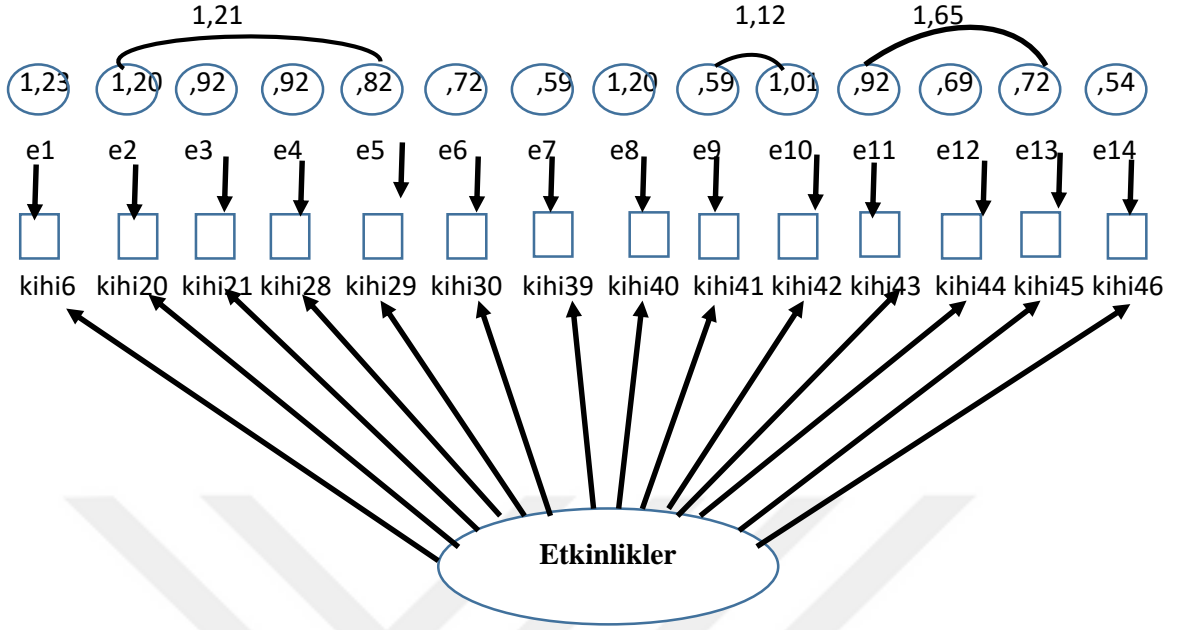 1,21 1,12 1,65
1,23 1,20 ,92 ,92 ,82 ,72 ,59 1,20 ,59 1,01 ,92 ,69 ,72 ,54
e1 e2 e3 e4 e5 e6 e7 e8 e9 e10 e11 e12 e13 e14
kihi6 kihi20 kihi21 kihi28 kihi29 kihi30 kihi39 kihi40 kihi41 kihi42 kihi43 kihi44 kihi45 kihi46
Etkinlikler